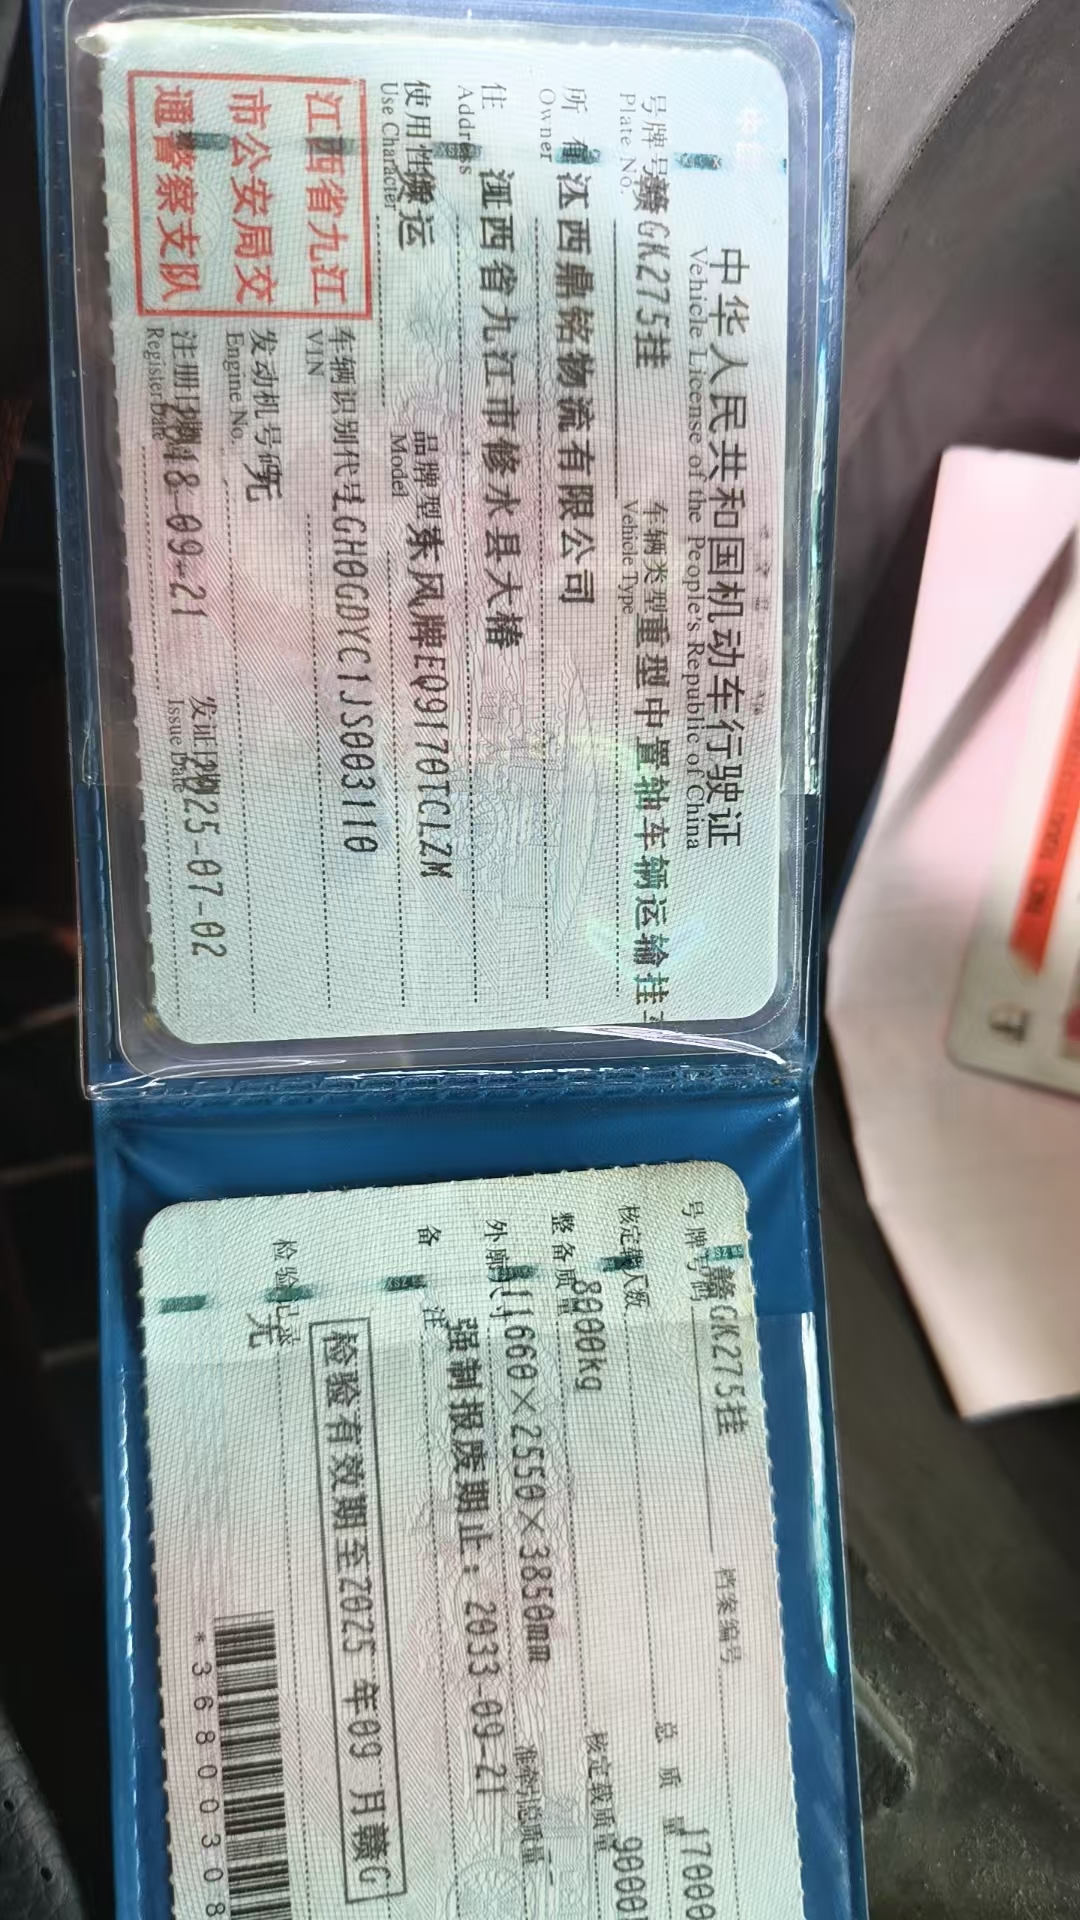 中华人民共和国机动车行驶证
Vehicle License of the People's Republic of China
号牌号码 赣GK275挂 车辆类型 重型中置轴车辆运输挂
Plate No. Vehicle Type
所有人 江西鼎铭物流有限公司
Owner
住址 江西省九江市修水县大椿
Address
使用性质 货运 品牌型号 东风牌EQ9170TCLZM
Use Character Model
江西省九江
市公安局交
通警察支队
车辆识别代号 LGH0GDYC1JS003110
VIN
发动机号码 无
Engine No.
注册日期 2018-09-21 发证日期 2025-07-02
Register Date Issue Date
号牌号码 赣GK275挂 档案编号
核定载人数 总质量 17000
整备质量 8000kg 核定载质量 9000
外廓尺寸 11660×2550×3850mm 准牵引总质量 --
备注 强制报废期止：2033-09-21
检验有效期至2025年09月赣G
检验记录 无
*36800308